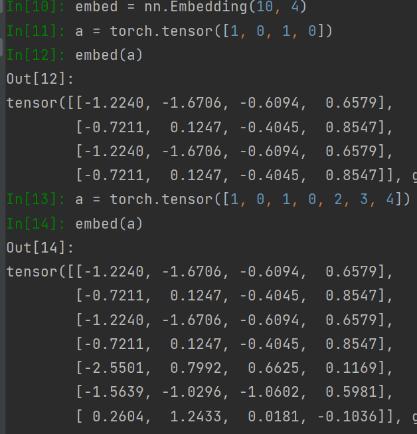 In[10]: embed = nn.Embedding(10, 4)
In[11]: a = torch.tensor([1, 0, 1, 0])
In[12]: embed(a)
Out[12]:
tensor([[-1.2240, -1.6706, -0.6094,  0.6579],
        [-0.7211,  0.1247, -0.4045,  0.8547],
        [-1.2240, -1.6706, -0.6094,  0.6579],
        [-0.7211,  0.1247, -0.4045,  0.8547]], g
In[13]: a = torch.tensor([1, 0, 1, 0, 2, 3, 4])
In[14]: embed(a)
Out[14]:
tensor([[-1.2240, -1.6706, -0.6094,  0.6579],
        [-0.7211,  0.1247, -0.4045,  0.8547],
        [-1.2240, -1.6706, -0.6094,  0.6579],
        [-0.7211,  0.1247, -0.4045,  0.8547],
        [-2.5501,  0.7992,  0.6625,  0.1169],
        [-1.5639, -1.0296, -1.0602,  0.5981],
        [ 0.2604,  1.2433,  0.0181, -0.1036]], g